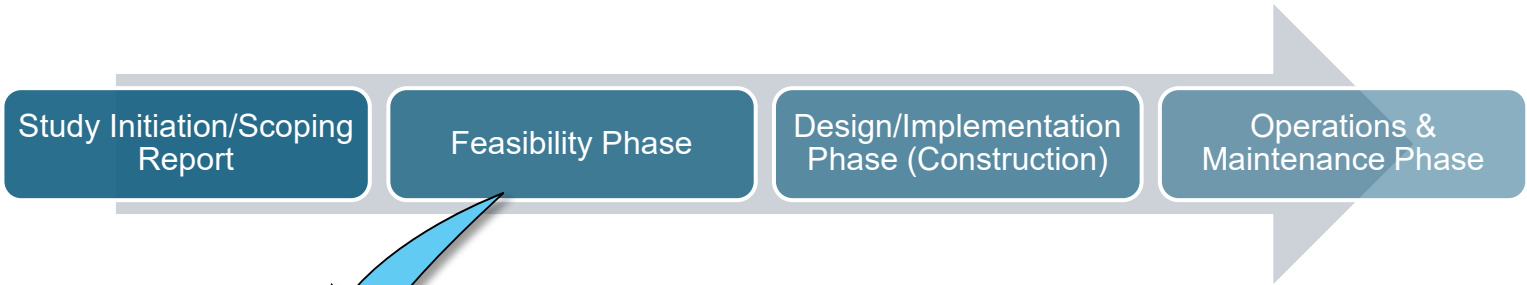 Study Initiation/Scoping
Report
Feasibility Phase
Design/Implementation
Phase (Construction)
Operations &
Maintenance Phase